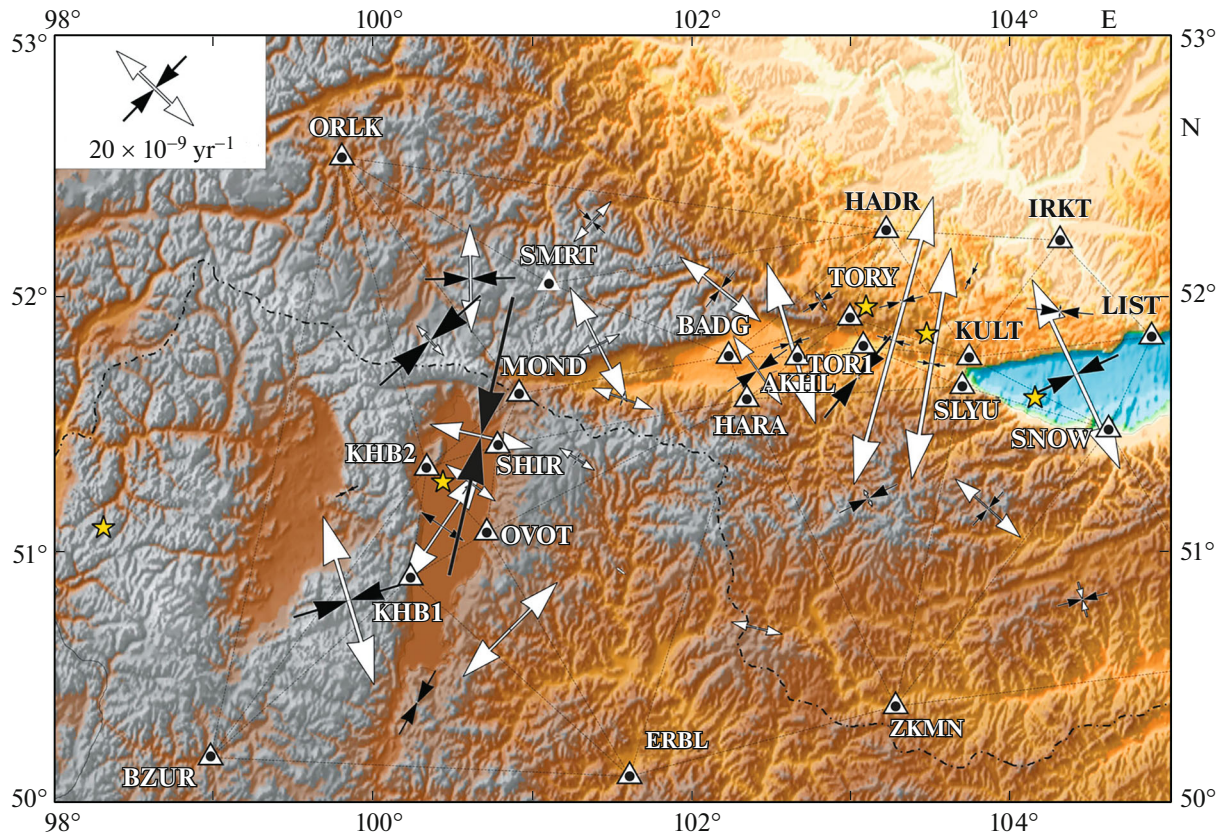 98° 100° 102° 104° E
53° 53°
20 × 10⁻⁹ yr⁻¹
N
ORLK
HADR IRKT
SMRT
TORY
52° 52°
LIST
BADG
KULT
MOND
TOR1
AKHL
SLYU
HARA
SNOW
KHB2
SHIR
OVOT
51° 51°
KHB1
ZKMN
ERBL
BZUR
50° 50°
98° 100° 102° 104°